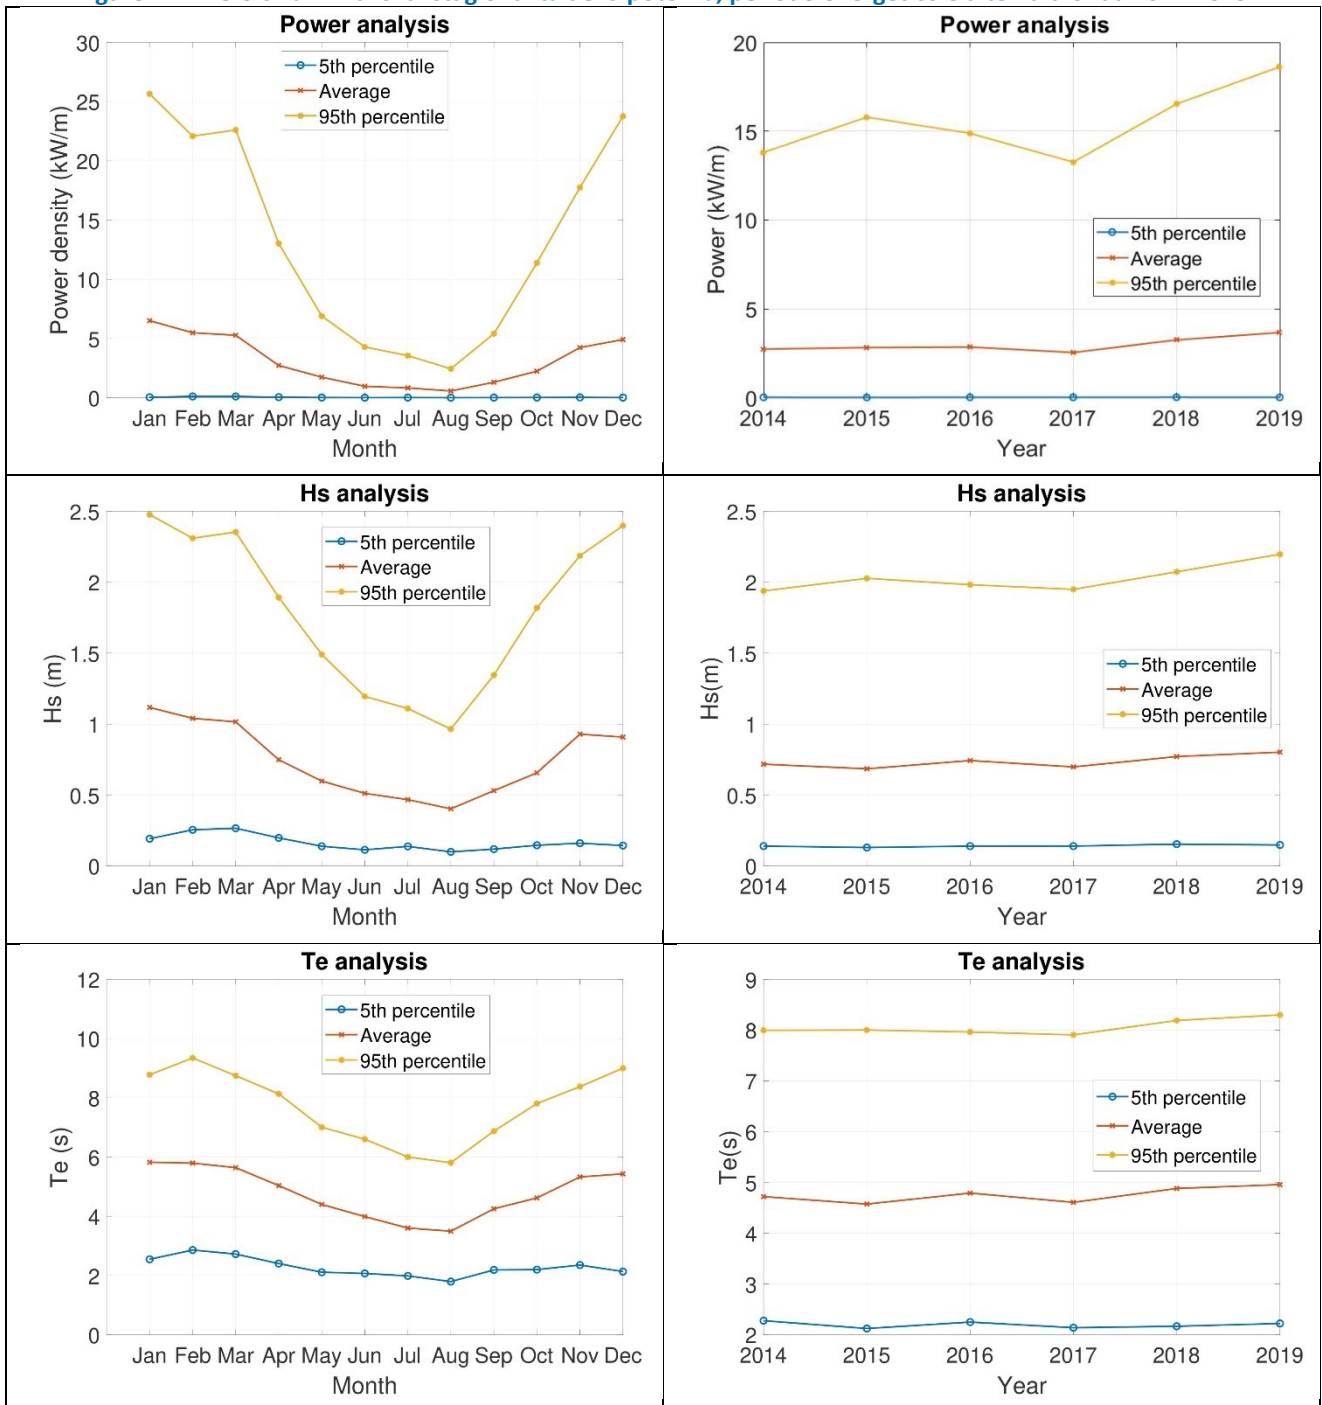 Power analysis
30
25
20
15
10
5
0
Power density (kW/m)
5th percentile
Average
95th percentile
Jan Feb Mar Apr May Jun Jul Aug Sep Oct Nov Dec
Month
Power analysis
20
15
10
5
0
Power (kW/m)
5th percentile
Average
95th percentile
2014 2015 2016 2017 2018 2019
Year
Hs analysis
2.5
2
1.5
1
0.5
0
Hs (m)
5th percentile
Average
95th percentile
Jan Feb Mar Apr May Jun Jul Aug Sep Oct Nov Dec
Month
Hs analysis
2.5
2
1.5
1
0.5
0
Hs(m)
5th percentile
Average
95th percentile
2014 2015 2016 2017 2018 2019
Year
Te analysis
12
10
8
6
4
2
0
Te (s)
5th percentile
Average
95th percentile
Jan Feb Mar Apr May Jun Jul Aug Sep Oct Nov Dec
Month
Te analysis
9
8
7
6
5
4
3
2
Te(s)
5th percentile
Average
95th percentile
2014 2015 2016 2017 2018 2019
Year